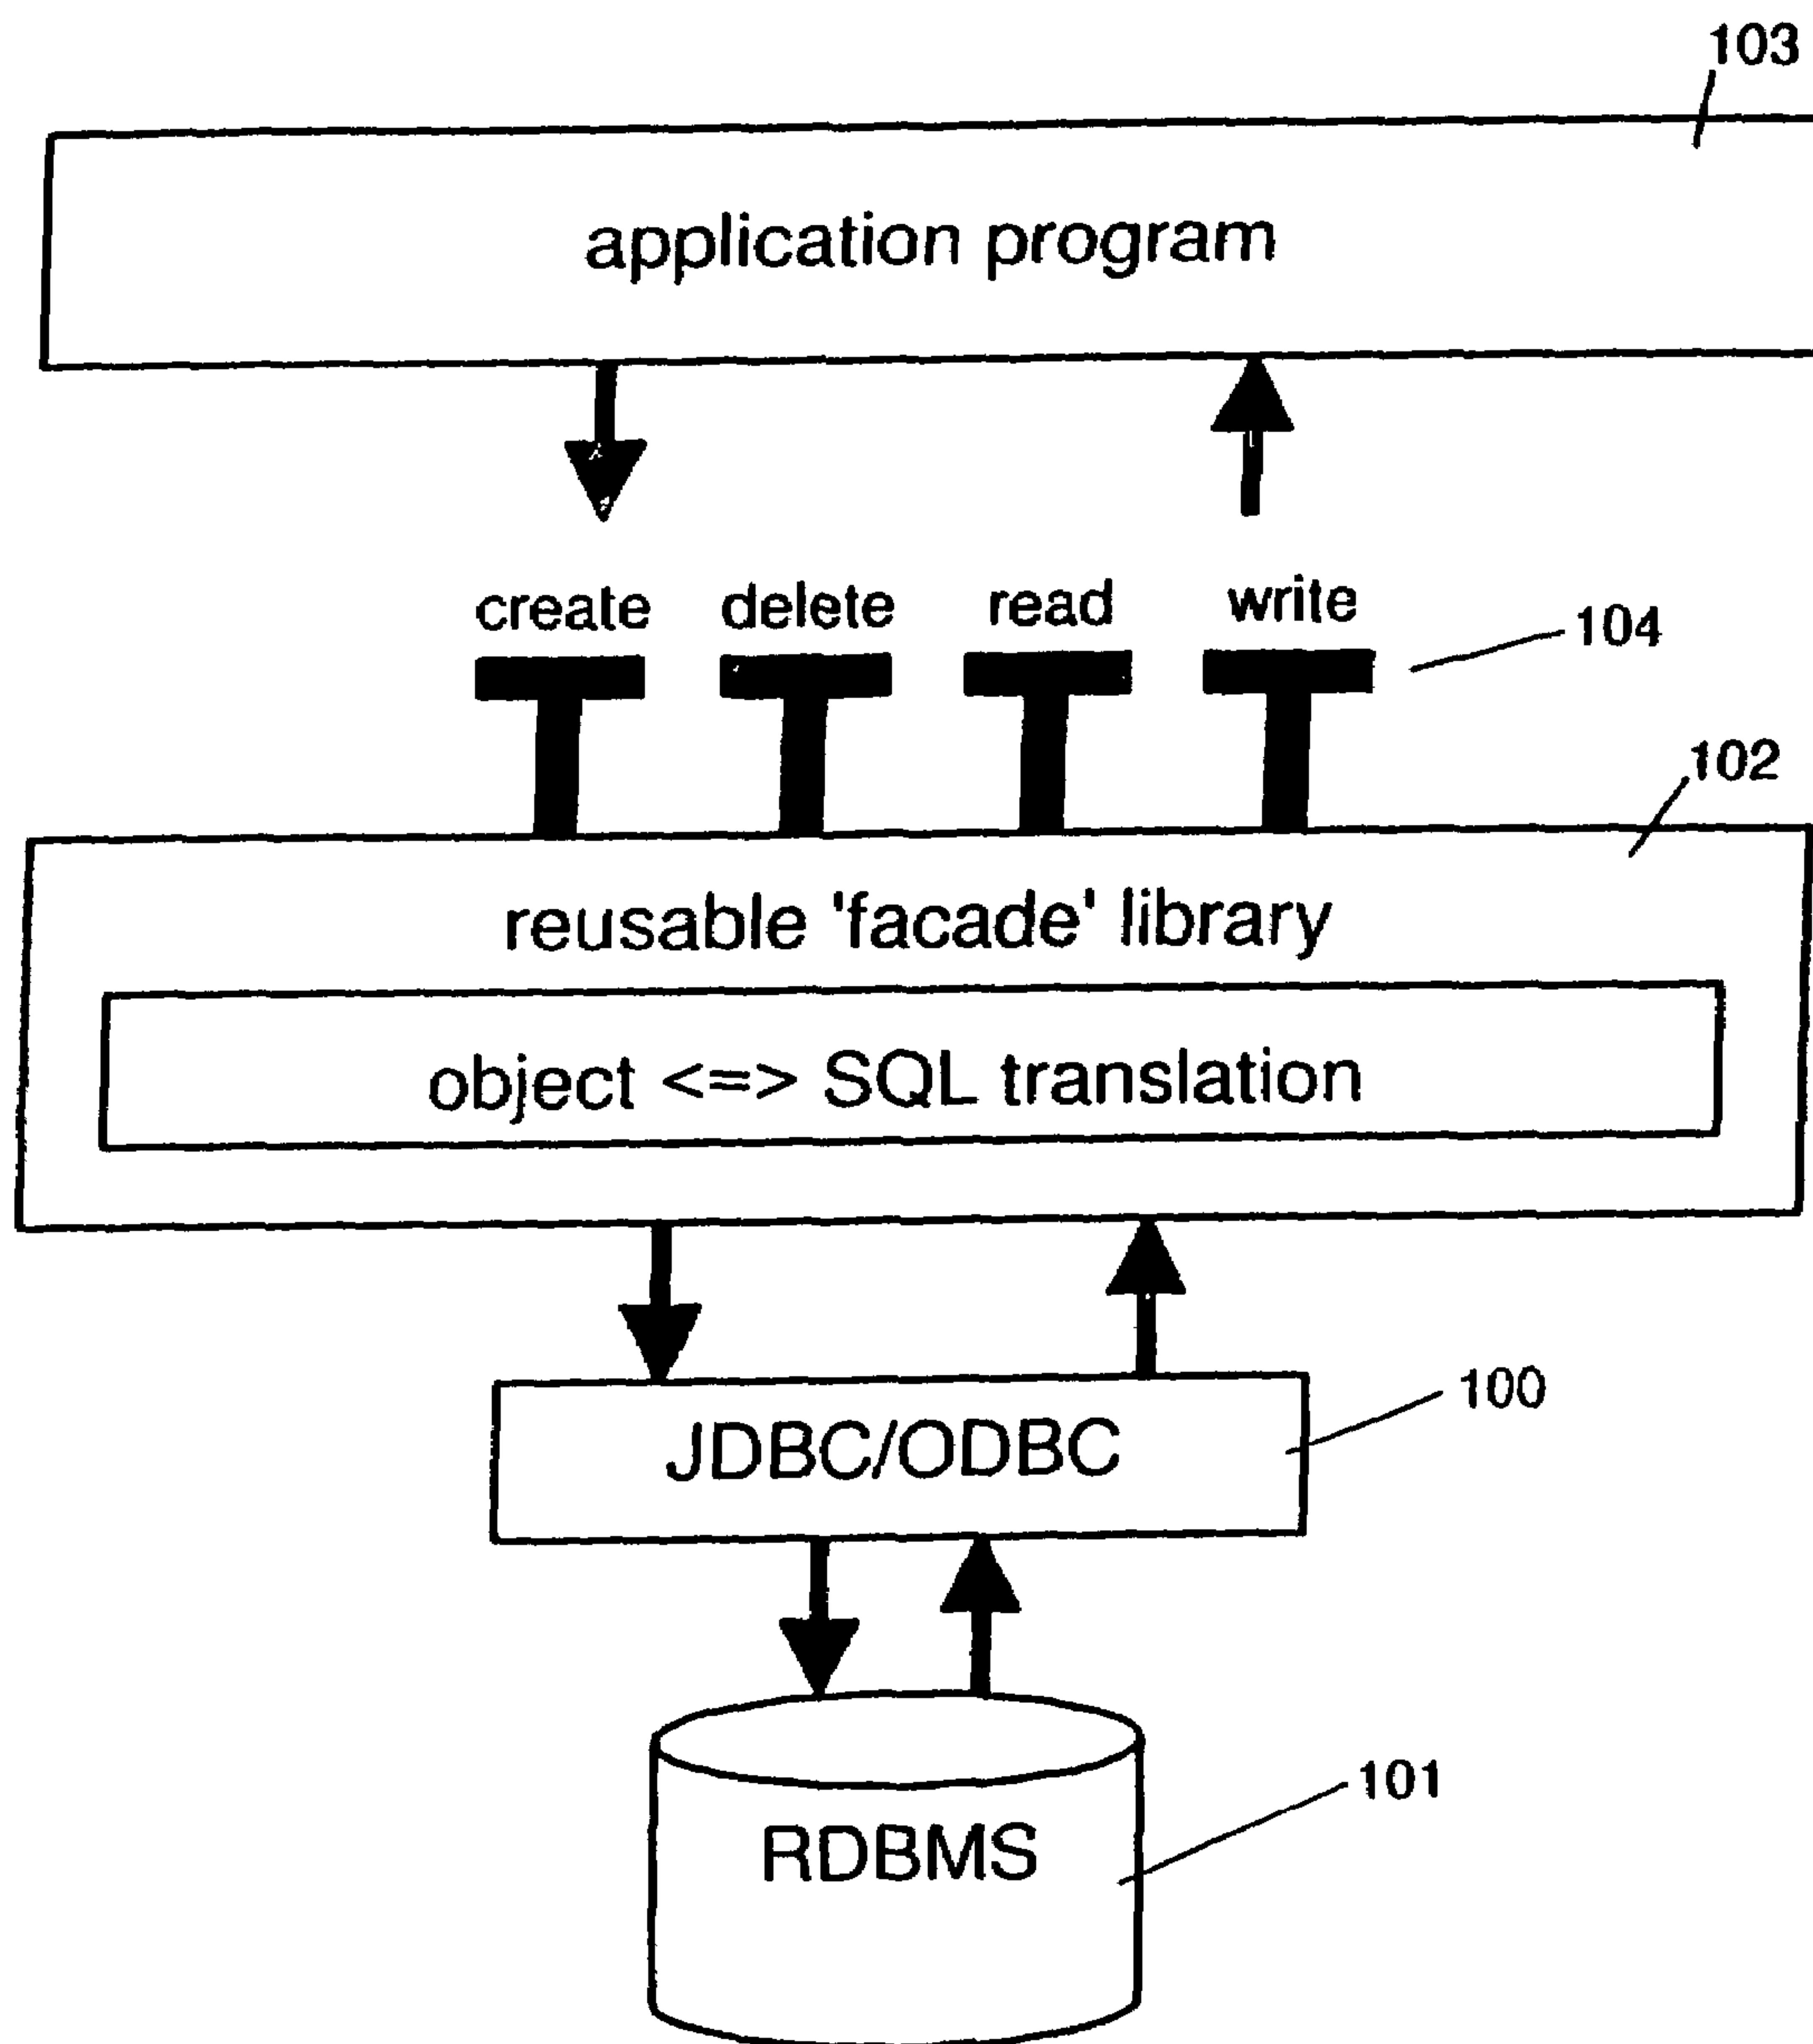 103
application program
create delete read write
104
102
reusable 'facade' library
object <=> SQL translation
100
JDBC/ODBC
101
RDBMS